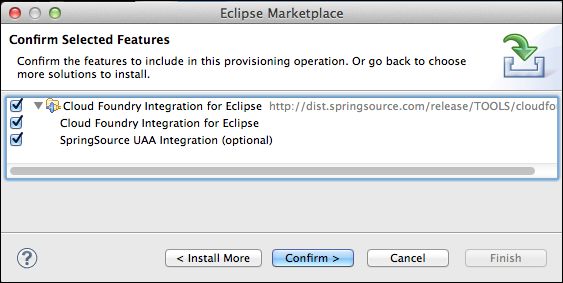 Eclipse Marketplace
Confirm Selected Features
Confirm the features to include in this provisioning operation. Or go back to choose
more solutions to install.
Cloud Foundry Integration for Eclipse http://dist.springsource.com/release/TOOLS/cloudfo
Cloud Foundry Integration for Eclipse
SpringSource UAA Integration (optional)
? < Install More Confirm > Cancel Finish